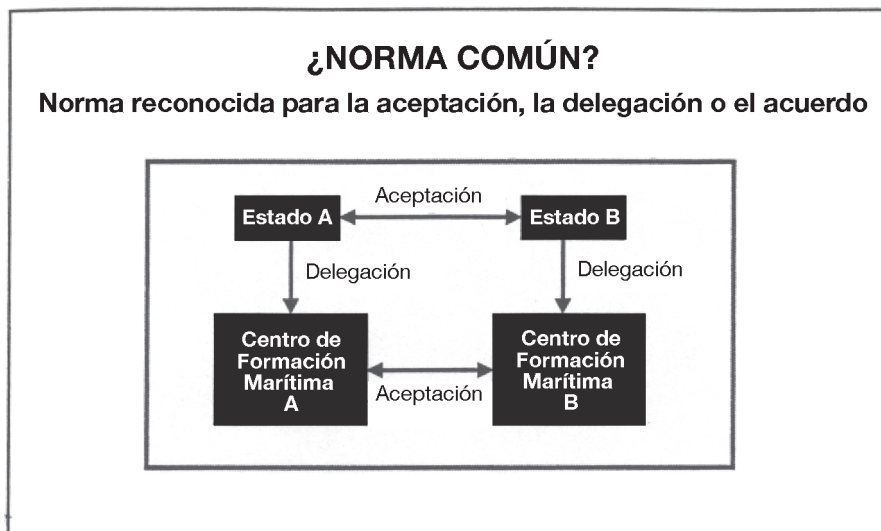 ¿NORMA COMÚN?
Norma reconocida para la aceptación, la delegación o el acuerdo
Aceptación
Estado A
Estado B
Delegación
Delegación
Centro de
Formación
Marítima
A
Centro de
Formación
Marítima
B
Aceptación